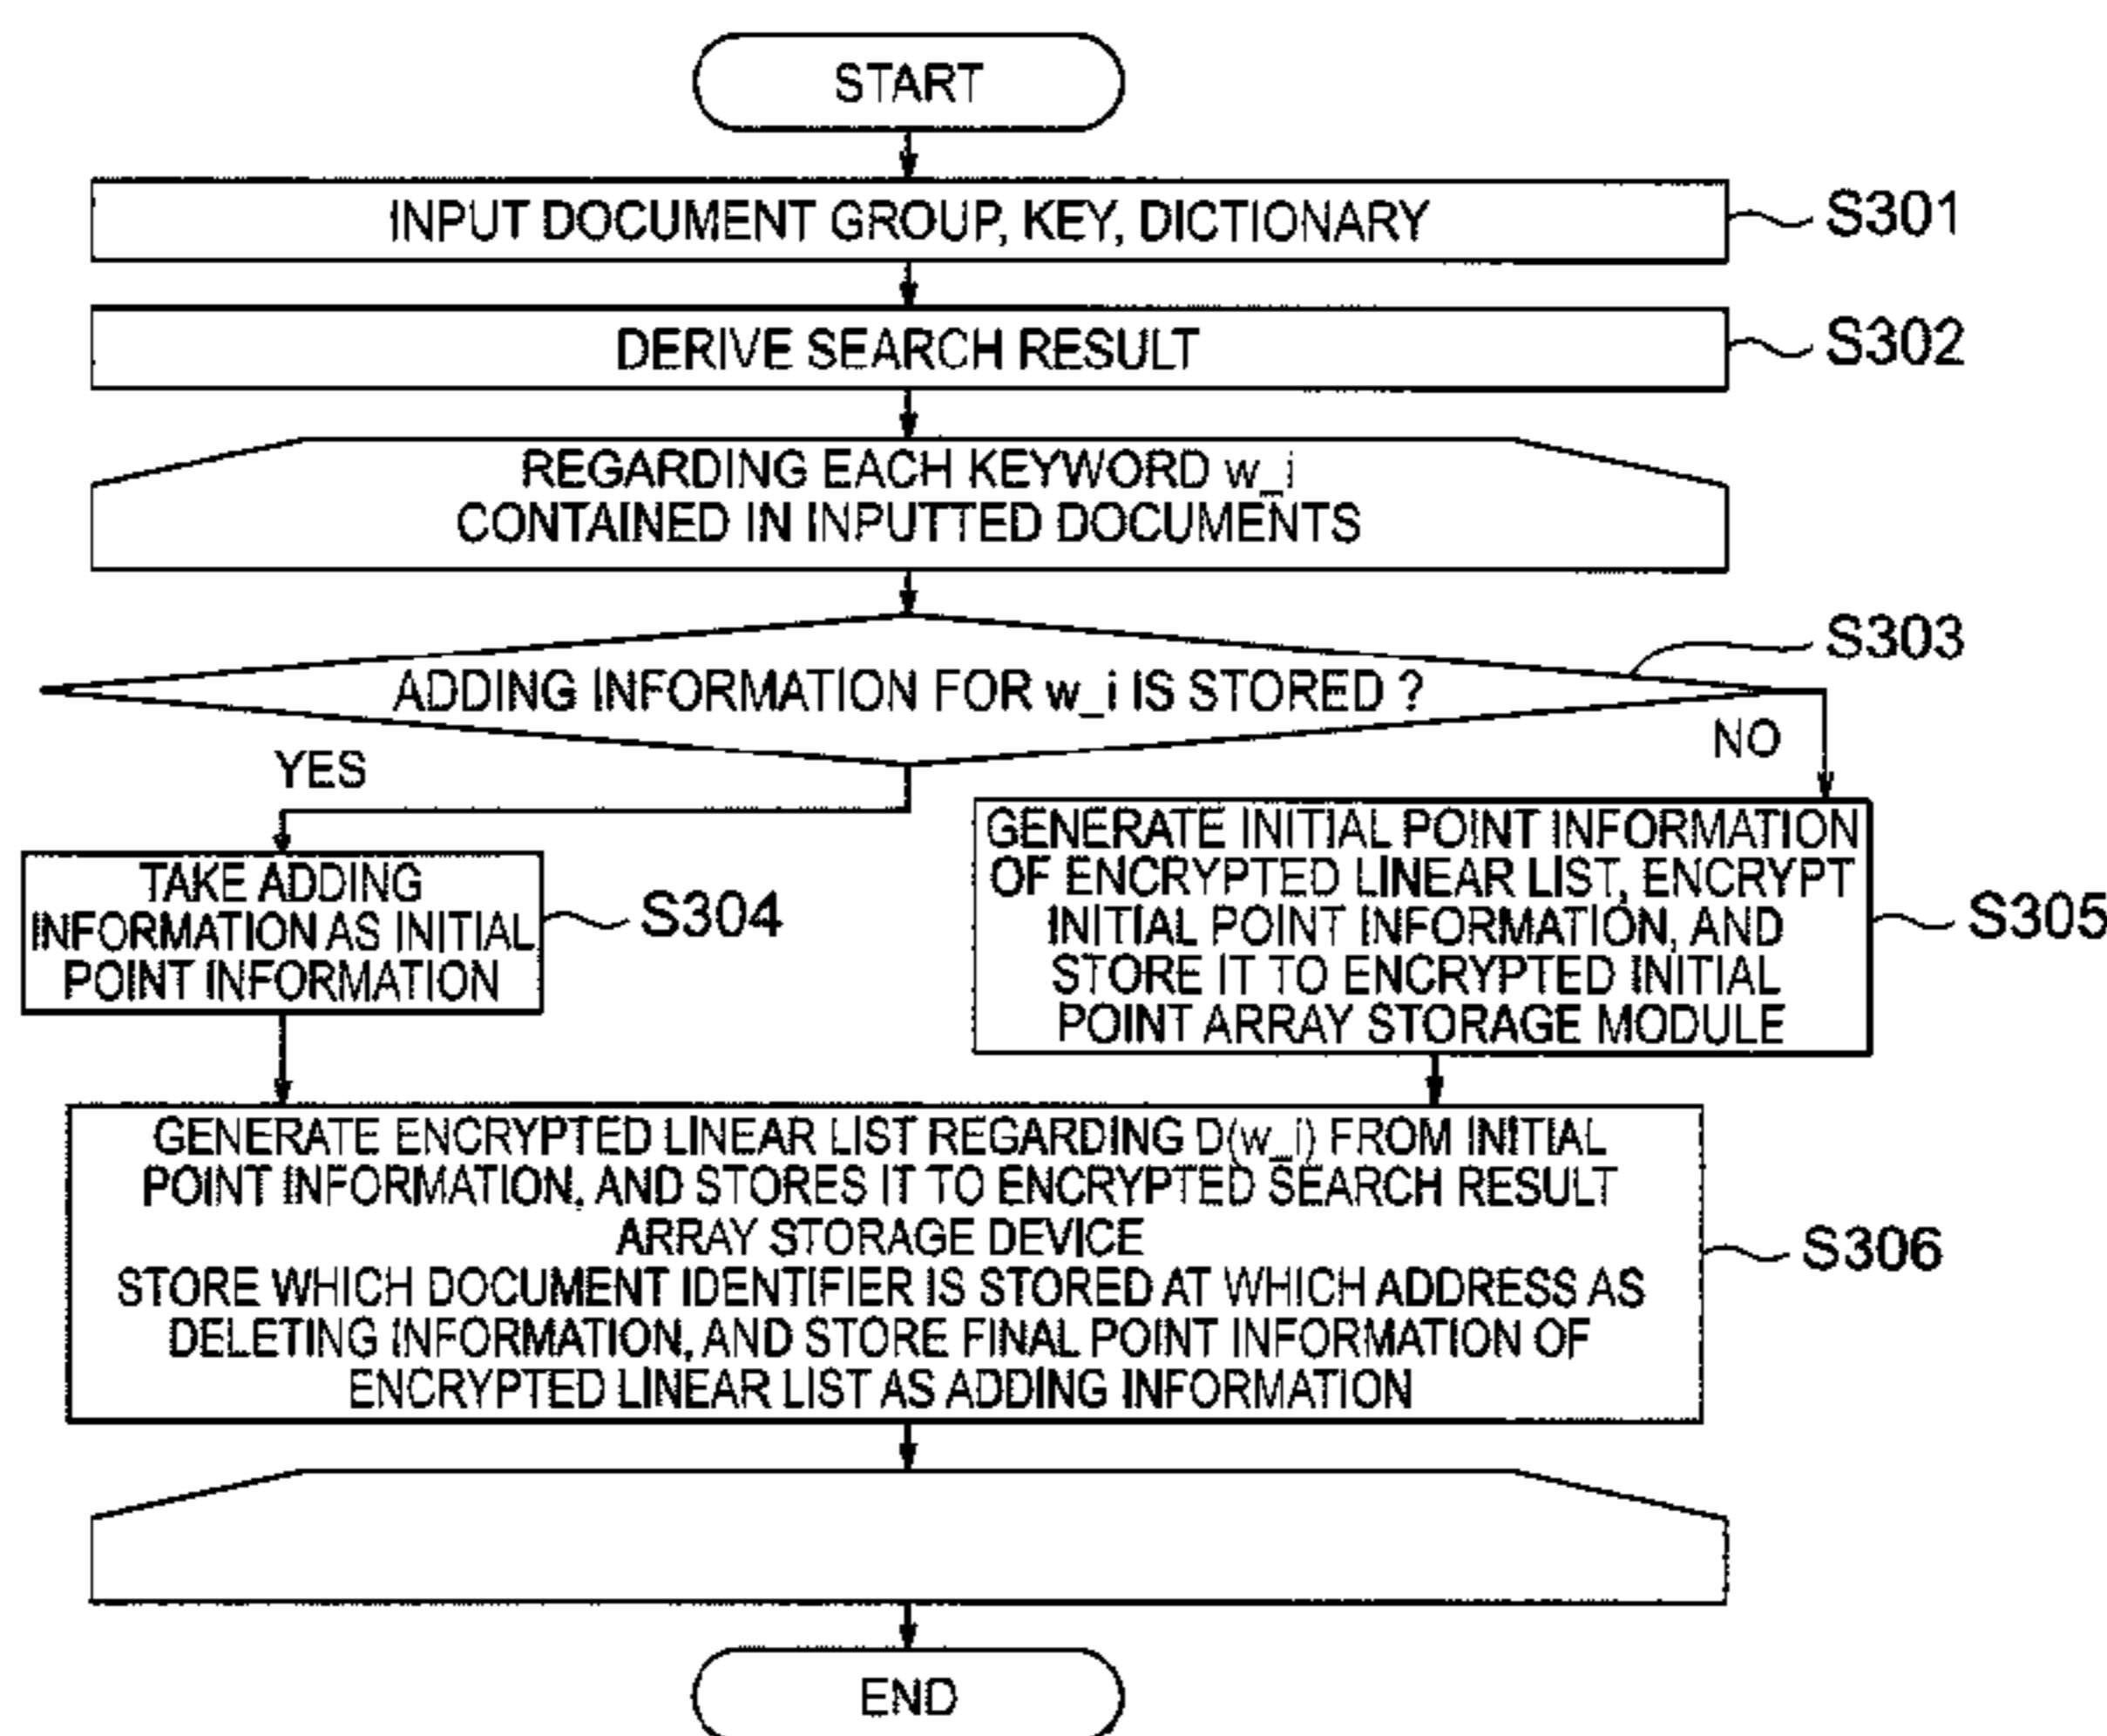 START
INPUT DOCUMENT GROUP, KEY, DICTIONARY
S301
DERIVE SEARCH RESULT
S302
REGARDING EACH KEYWORD w_i
CONTAINED IN INPUTTED DOCUMENTS
ADDING INFORMATION FOR w_i IS STORED ?
S303
YES
NO
TAKE ADDING
INFORMATION AS INITIAL
POINT INFORMATION
S304
GENERATE INITIAL POINT INFORMATION
OF ENCRYPTED LINEAR LIST, ENCRYPT
INITIAL POINT INFORMATION, AND
STORE IT TO ENCRYPTED INITIAL
POINT ARRAY STORAGE MODULE
S305
GENERATE ENCRYPTED LINEAR LIST REGARDING D(w_i) FROM INITIAL
POINT INFORMATION, AND STORES IT TO ENCRYPTED SEARCH RESULT
ARRAY STORAGE DEVICE
STORE WHICH DOCUMENT IDENTIFIER IS STORED AT WHICH ADDRESS AS
DELETING INFORMATION, AND STORE FINAL POINT INFORMATION OF
ENCRYPTED LINEAR LIST AS ADDING INFORMATION
S306
END